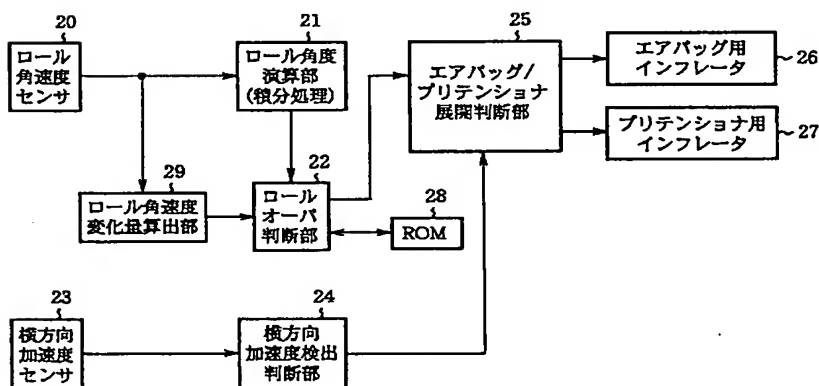 20
ロール
角速度
センサ
21
ロール角度
演算部
(積分処理)
25
エアバッグ/
プリテンショナ
展開判断部
エアバッグ用
インフレータ
26
プリテンショナ用
インフレータ
27
29
ロール角速度
変化量算出部
22
ロール
オーバ
判断部
28
ROM
23
横方向
加速度
センサ
24
横方向
加速度検出
判断部